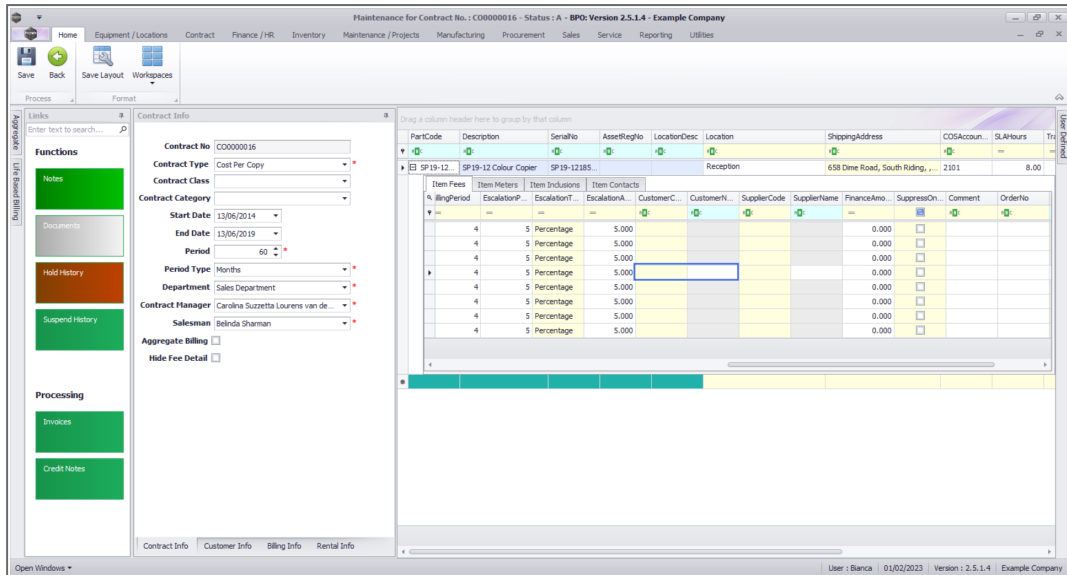 Maintenance for Contract No. : CO0000016 - Status : A - BPO: Version 2.5.1.4 - Example Company
Home Equipment / Locations Contract Finance / HR Inventory Maintenance / Projects Manufacturing Procurement Sales Service Reporting Utilities
Save Back Save Layout Workspaces
Process Format
Aggregate
Life Based Billing
Links
Enter text to search...
Functions
Notes
Documents
Hold History
Suspend History
Processing
Invoices
Credit Notes
Contract Info
Contract No CO0000016
Contract Type Cost Per Copy *
Contract Class
Contract Category
Start Date 13/06/2014
End Date 13/06/2019
Period 60 *
Period Type Months *
Department Sales Department *
Contract Manager Carolina Suzzetta Lourens van de... *
Salesman Belinda Sharman *
Aggregate Billing
Hide Fee Detail
Contract Info Customer Info Billing Info Rental Info
Drag a column header here to group by that column
PartCode Description SerialNo AssetRegNo LocationDesc Location ShippingAddress COSAccoun... SLAHours Tra
SP19-12... SP19-12 Colour Copier SP19-12185... Reception 658 Dime Road, South Riding, ,... 2101 8.00
Item Fees Item Meters Item Inclusions Item Contacts
illingPeriod EscalationP... EscalationT... EscalationA... CustomerC... CustomerN... SupplierCode SupplierName FinanceAmo... SuppressOn... Comment OrderNo
4 5 Percentage 5.000 0.000
4 5 Percentage 5.000 0.000
4 5 Percentage 5.000 0.000
4 5 Percentage 5.000 0.000
4 5 Percentage 5.000 0.000
4 5 Percentage 5.000 0.000
4 5 Percentage 5.000 0.000
4 5 Percentage 5.000 0.000
User Defined
Open Windows User : Bianca 01/02/2023 Version : 2.5.1.4 Example Company